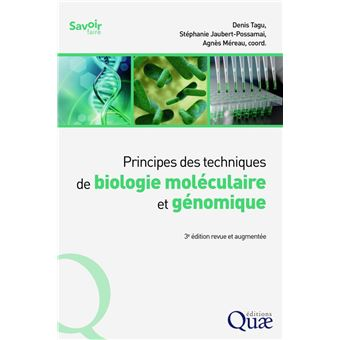 Savoir
faire
Denis Tagu,
Stéphanie Jaubert-Possamai,
Agnès Méreau, coord.
Principes des techniques
de biologie moléculaire
et génomique
3e édition revue et augmentée
éditions
Quæ